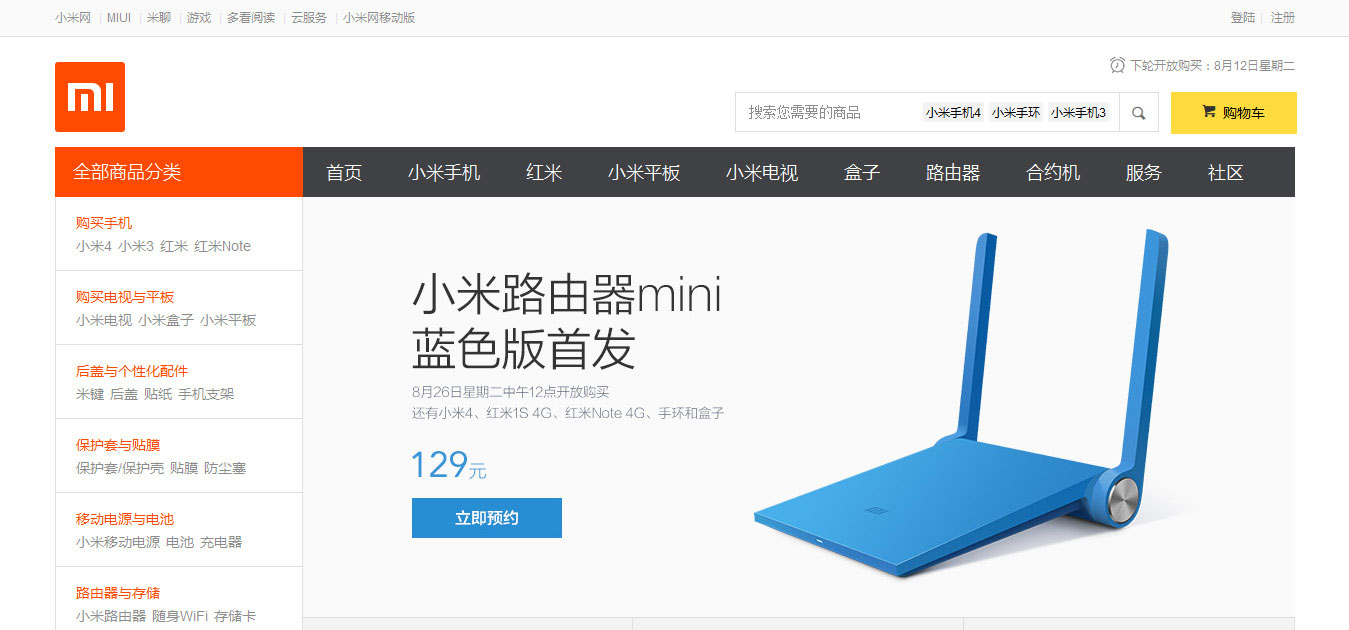 小米网 MIUI 米聊 游戏 多看阅读 云服务 小米网移动版 登陆 注册
下轮开放购买：8月12日星期二
搜索您需要的商品 小米手机4 小米手环 小米手机3 购物车
全部商品分类 首页 小米手机 红米 小米平板 小米电视 盒子 路由器 合约机 服务 社区
购买手机
小米4 小米3 红米 红米Note
购买电视与平板
小米电视 小米盒子 小米平板
后盖与个性化配件
米键 后盖 贴纸 手机支架
保护套与贴膜
保护套/保护壳 贴膜 防尘塞
移动电源与电池
小米移动电源 电池 充电器
路由器与存储
小米路由器 随身WiFi 存储卡
小米路由器mini
蓝色版首发
8月26日星期二中午12点开放购买
还有小米4、红米1S 4G、红米Note 4G、手环和盒子
129元
立即预约